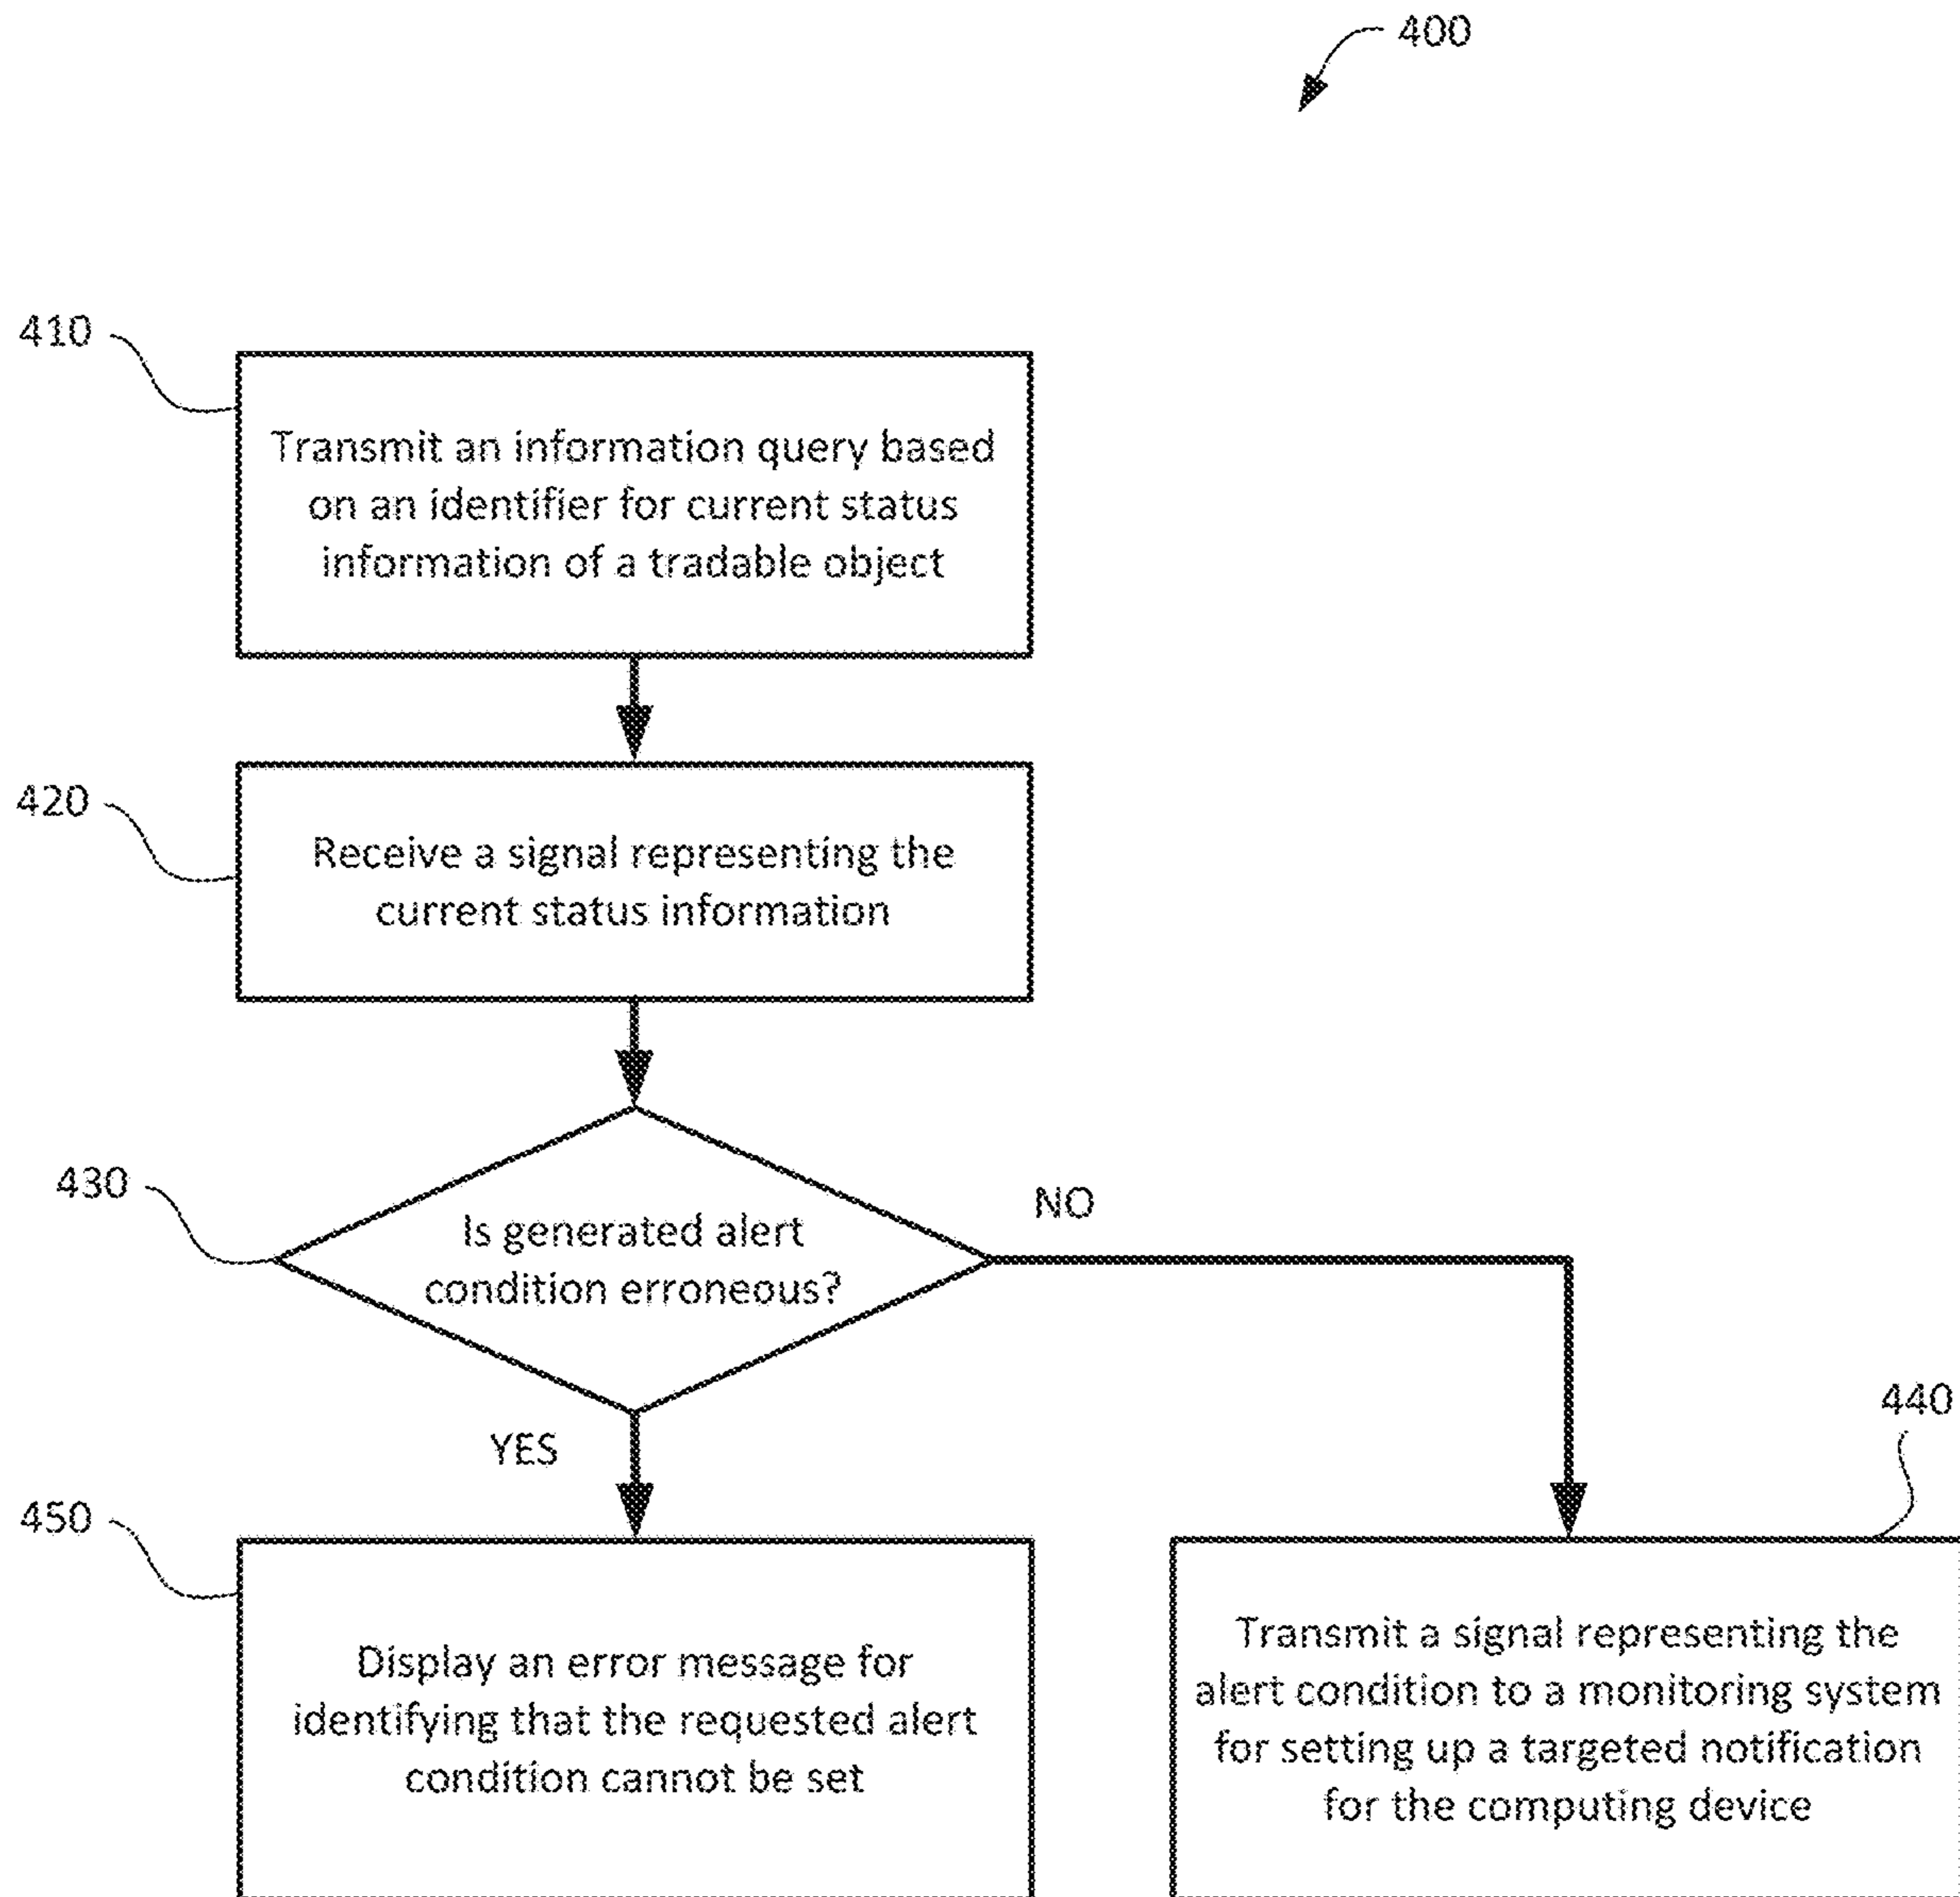 400
410
Transmit an information query based
on an identifier for current status
information of a tradable object
420
Receive a signal representing the
current status information
430
Is generated alert
condition erroneous?
NO
YES
440
450
Display an error message for
identifying that the requested alert
condition cannot be set
Transmit a signal representing the
alert condition to a monitoring system
for setting up a targeted notification
for the computing device